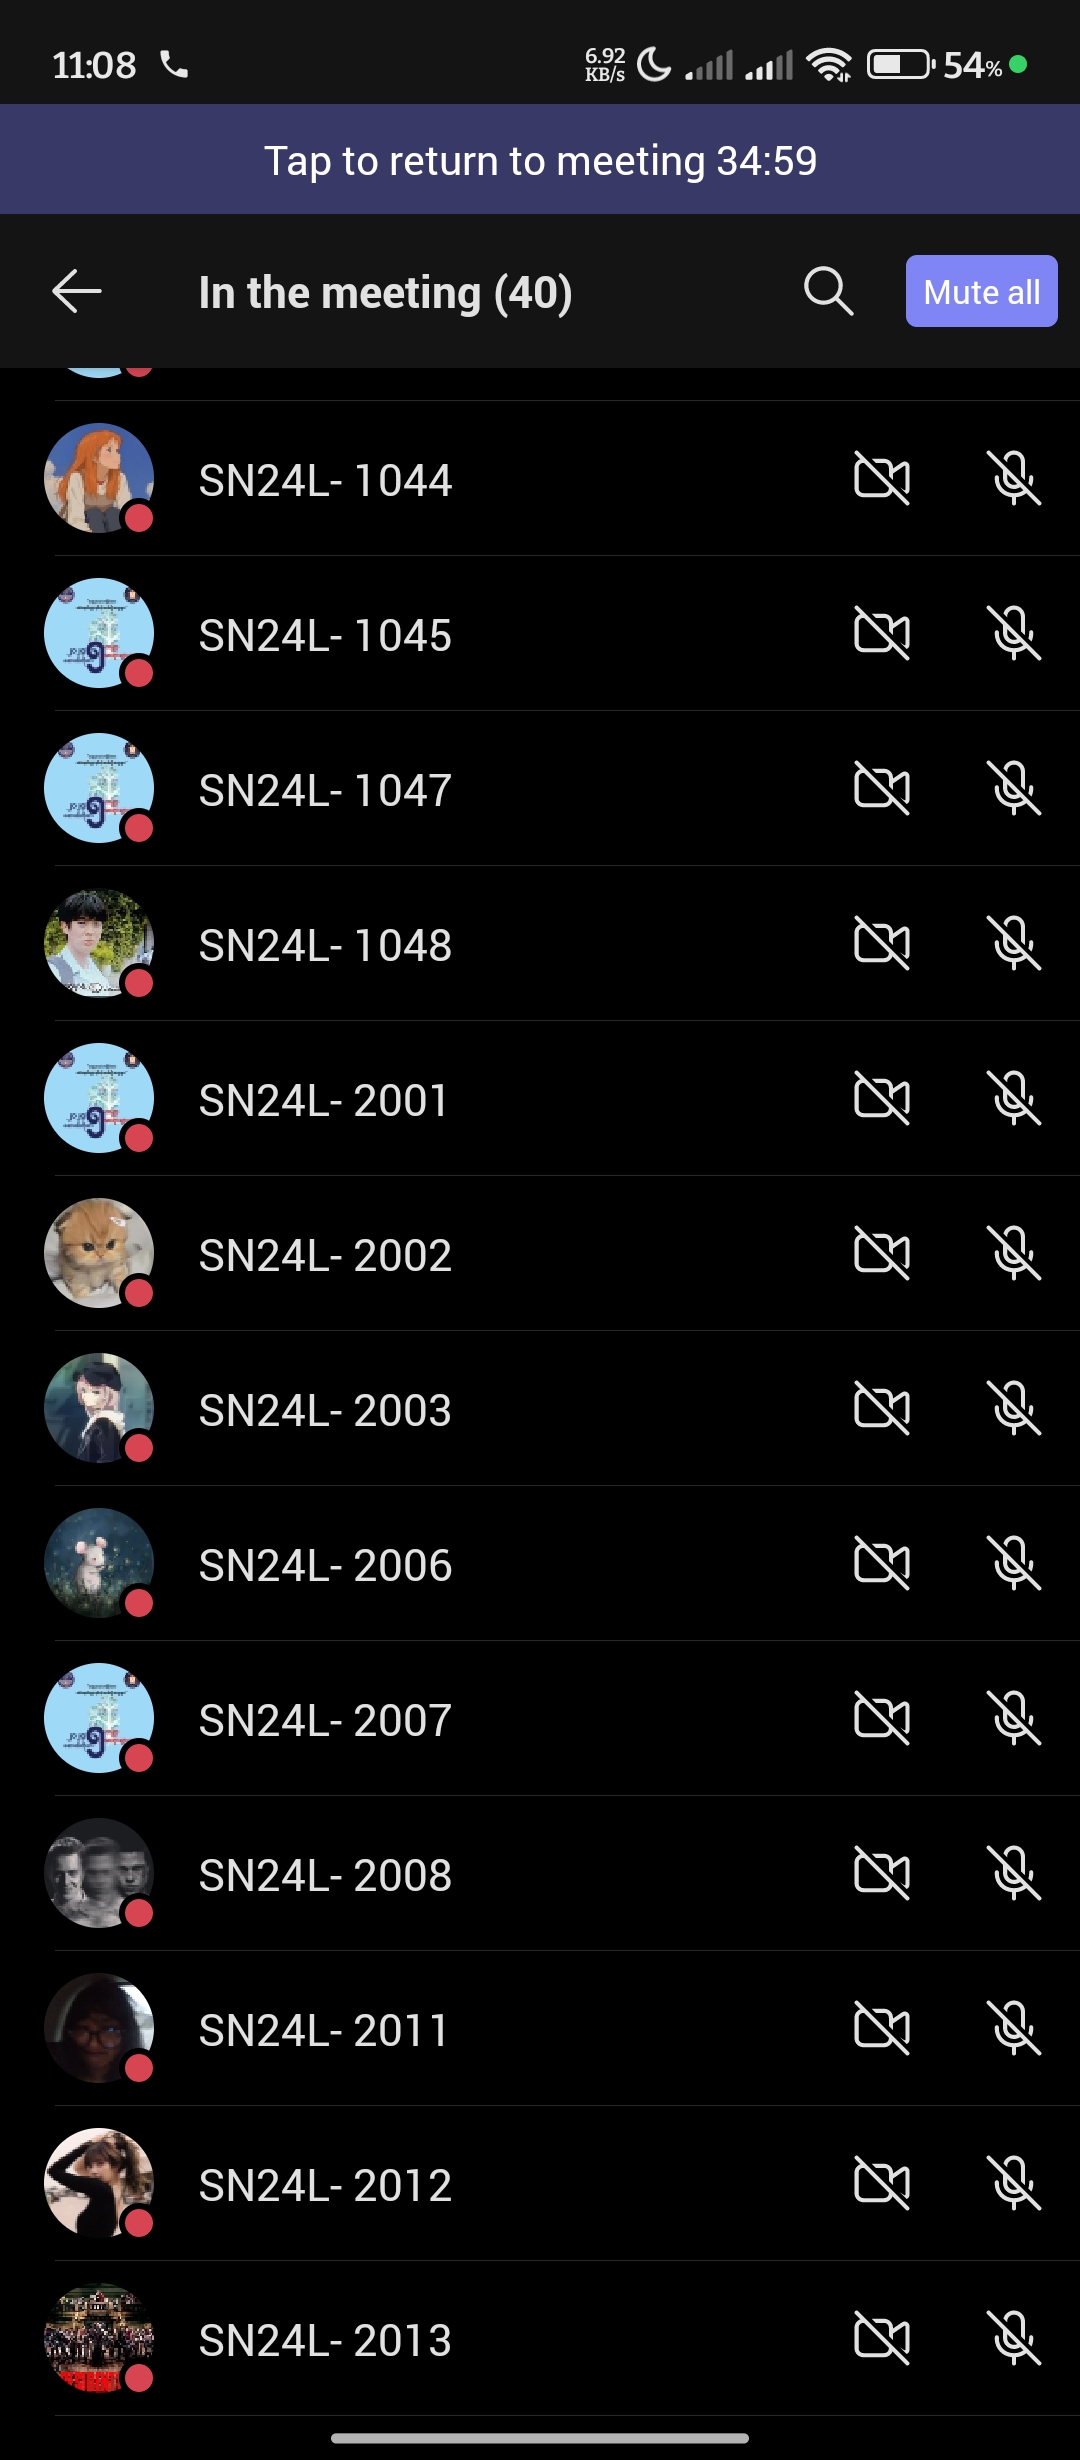 11:08
6.92
KB/s
54%
Tap to return to meeting 34:59
In the meeting (40)
Mute all
SN24L- 1044
SN24L- 1045
SN24L- 1047
SN24L- 1048
SN24L- 2001
SN24L- 2002
SN24L- 2003
SN24L- 2006
SN24L- 2007
SN24L- 2008
SN24L- 2011
SN24L- 2012
SN24L- 2013